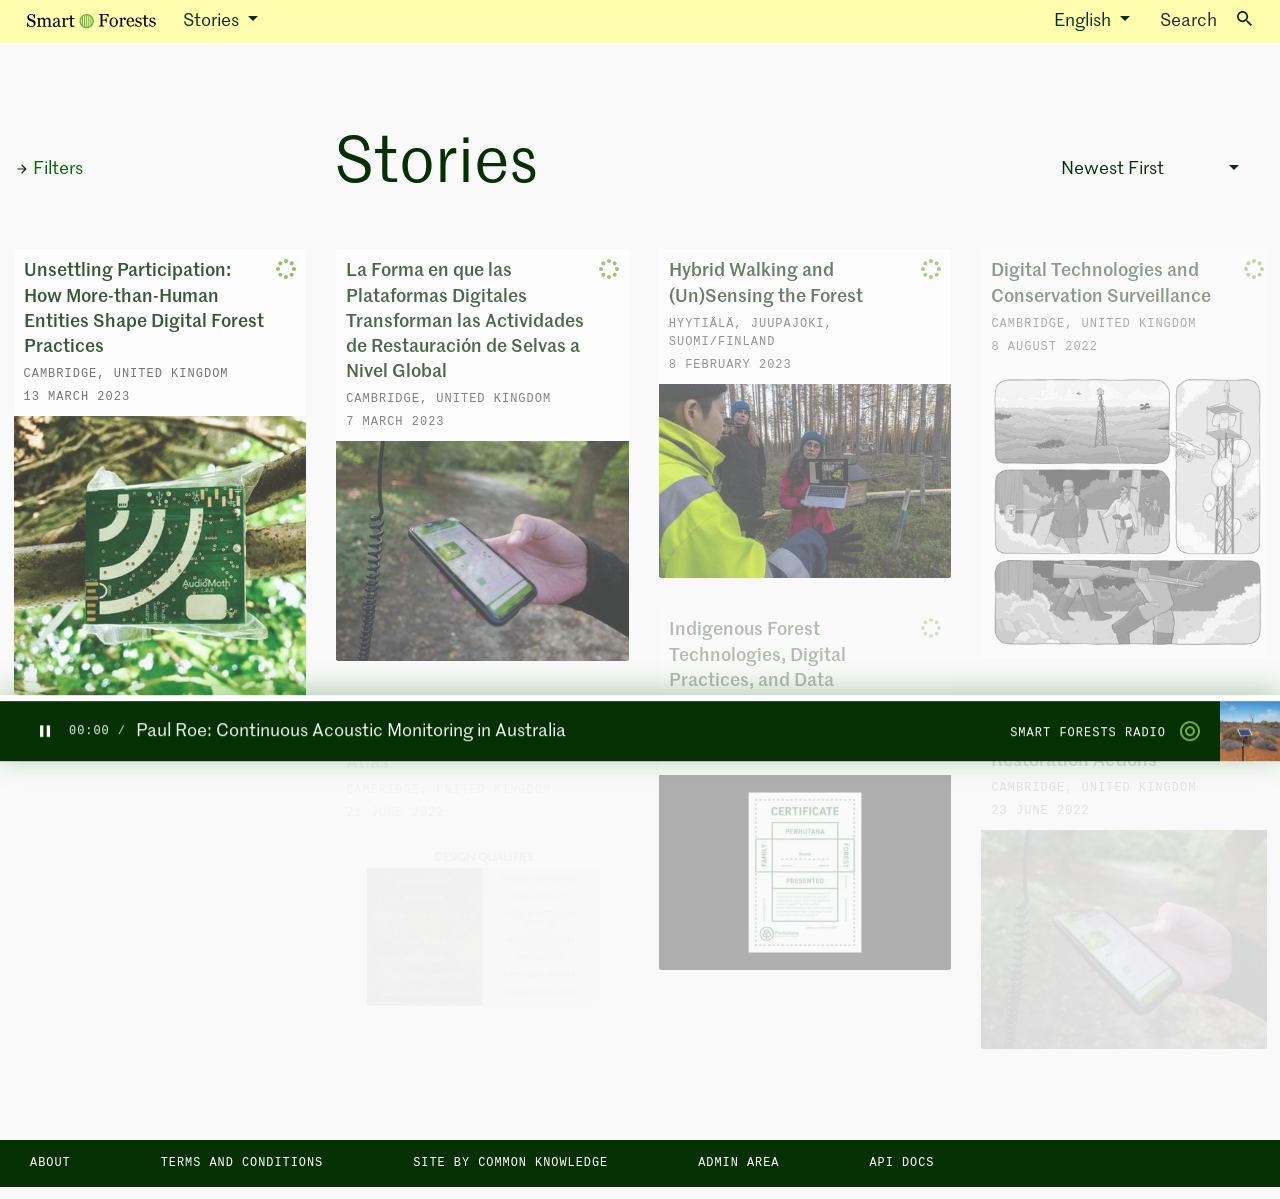 Smart Forests
Stories
English
Search
Filters
Stories
Newest First
Unsettling Participation:
How More-than-Human
Entities Shape Digital Forest
Practices
CAMBRIDGE, UNITED KINGDOM
13 MARCH 2023
AudioMoth
La Forma en que las
Plataformas Digitales
Transforman las Actividades
de Restauración de Selvas a
Nivel Global
CAMBRIDGE, UNITED KINGDOM
7 MARCH 2023
Hybrid Walking and
(Un)Sensing the Forest
HYYTIÄLÄ, JUUPAJOKI,
SUOMI/FINLAND
8 FEBRUARY 2023
Digital Technologies and
Conservation Surveillance
CAMBRIDGE, UNITED KINGDOM
8 AUGUST 2022
Indigenous Forest
Technologies, Digital
Practices, and Data
00:00 / Paul Roe: Continuous Acoustic Monitoring in Australia
SMART FORESTS RADIO
CAMBRIDGE, UNITED KINGDOM
21 JUNE 2022
DESIGN QUALITIES
CERTIFICATE
PERHUTANA
FAMILY
FOREST
PRESENTED
Perhutana
Restoration Actions
CAMBRIDGE, UNITED KINGDOM
23 JUNE 2022
ABOUT
TERMS AND CONDITIONS
SITE BY COMMON KNOWLEDGE
ADMIN AREA
API DOCS